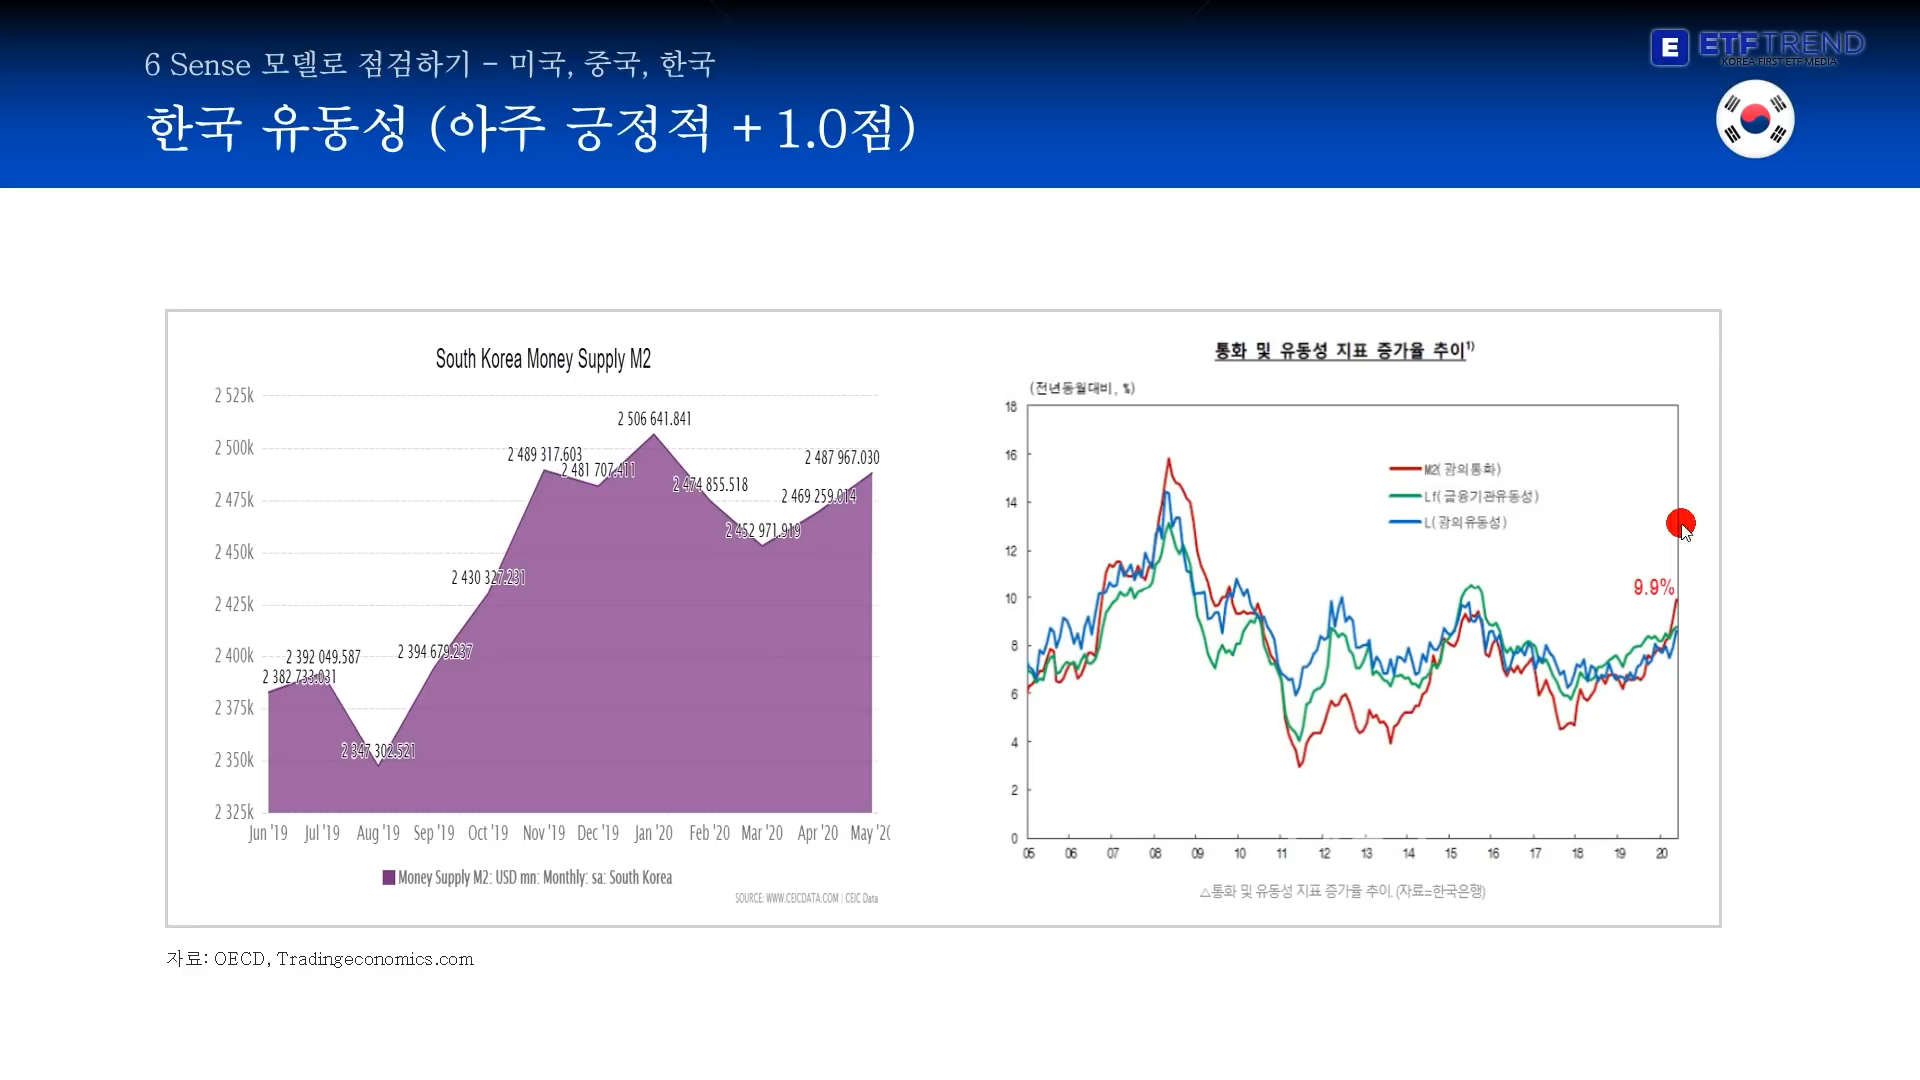 6 Sense 모델로 점검하기 - 미국, 중국, 한국
한국 유동성 (아주 긍정적 + 1.0점)
E ETFTREND
KOREA FIRST ETF MEDIA
South Korea Money Supply M2
2 525k
2 500k
2 475k
2 450k
2 425k
2 400k
2 375k
2 350k
2 325k
2 382 733.031
2 392 049.587
2 347 302.521
2 394 679.237
2 430 327.231
2 489 317.603
2 481 707.411
2 506 641.841
2 474 855.518
2 452 971.919
2 469 259.014
2 487 967.030
Jun '19 Jul '19 Aug '19 Sep '19 Oct '19 Nov '19 Dec '19 Jan '20 Feb '20 Mar '20 Apr '20 May '20
Money Supply M2: USD mn: Monthly: sa: South Korea
SOURCE: WWW.CEICDATA.COM | CEIC Data
통화 및 유동성 지표 증가율 추이1)
(전년동월대비, %)
18
16
14
12
10
8
6
4
2
0
M2(광의통화)
Lf(금융기관유동성)
L(광의유동성)
9.9%
05 06 07 08 09 10 11 12 13 14 15 16 17 18 19 20
△통화 및 유동성 지표 증가율 추이. (자료=한국은행)
자료: OECD, Tradingeconomics.com